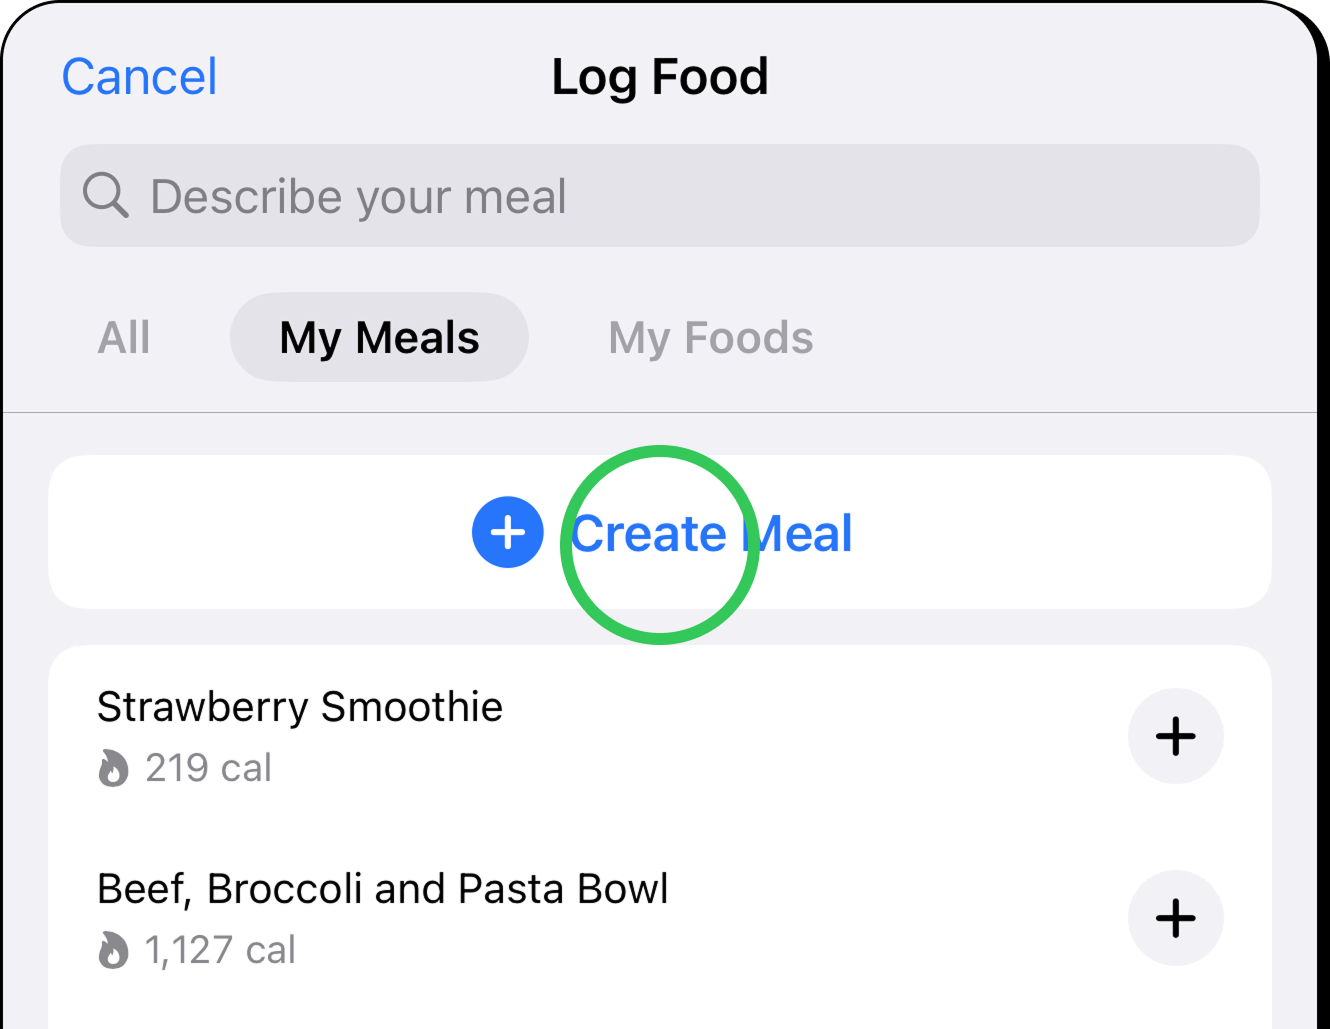 Cancel
Log Food
Describe your meal
All
My Meals
My Foods
Create Meal
Strawberry Smoothie
219 cal
Beef, Broccoli and Pasta Bowl
1,127 cal